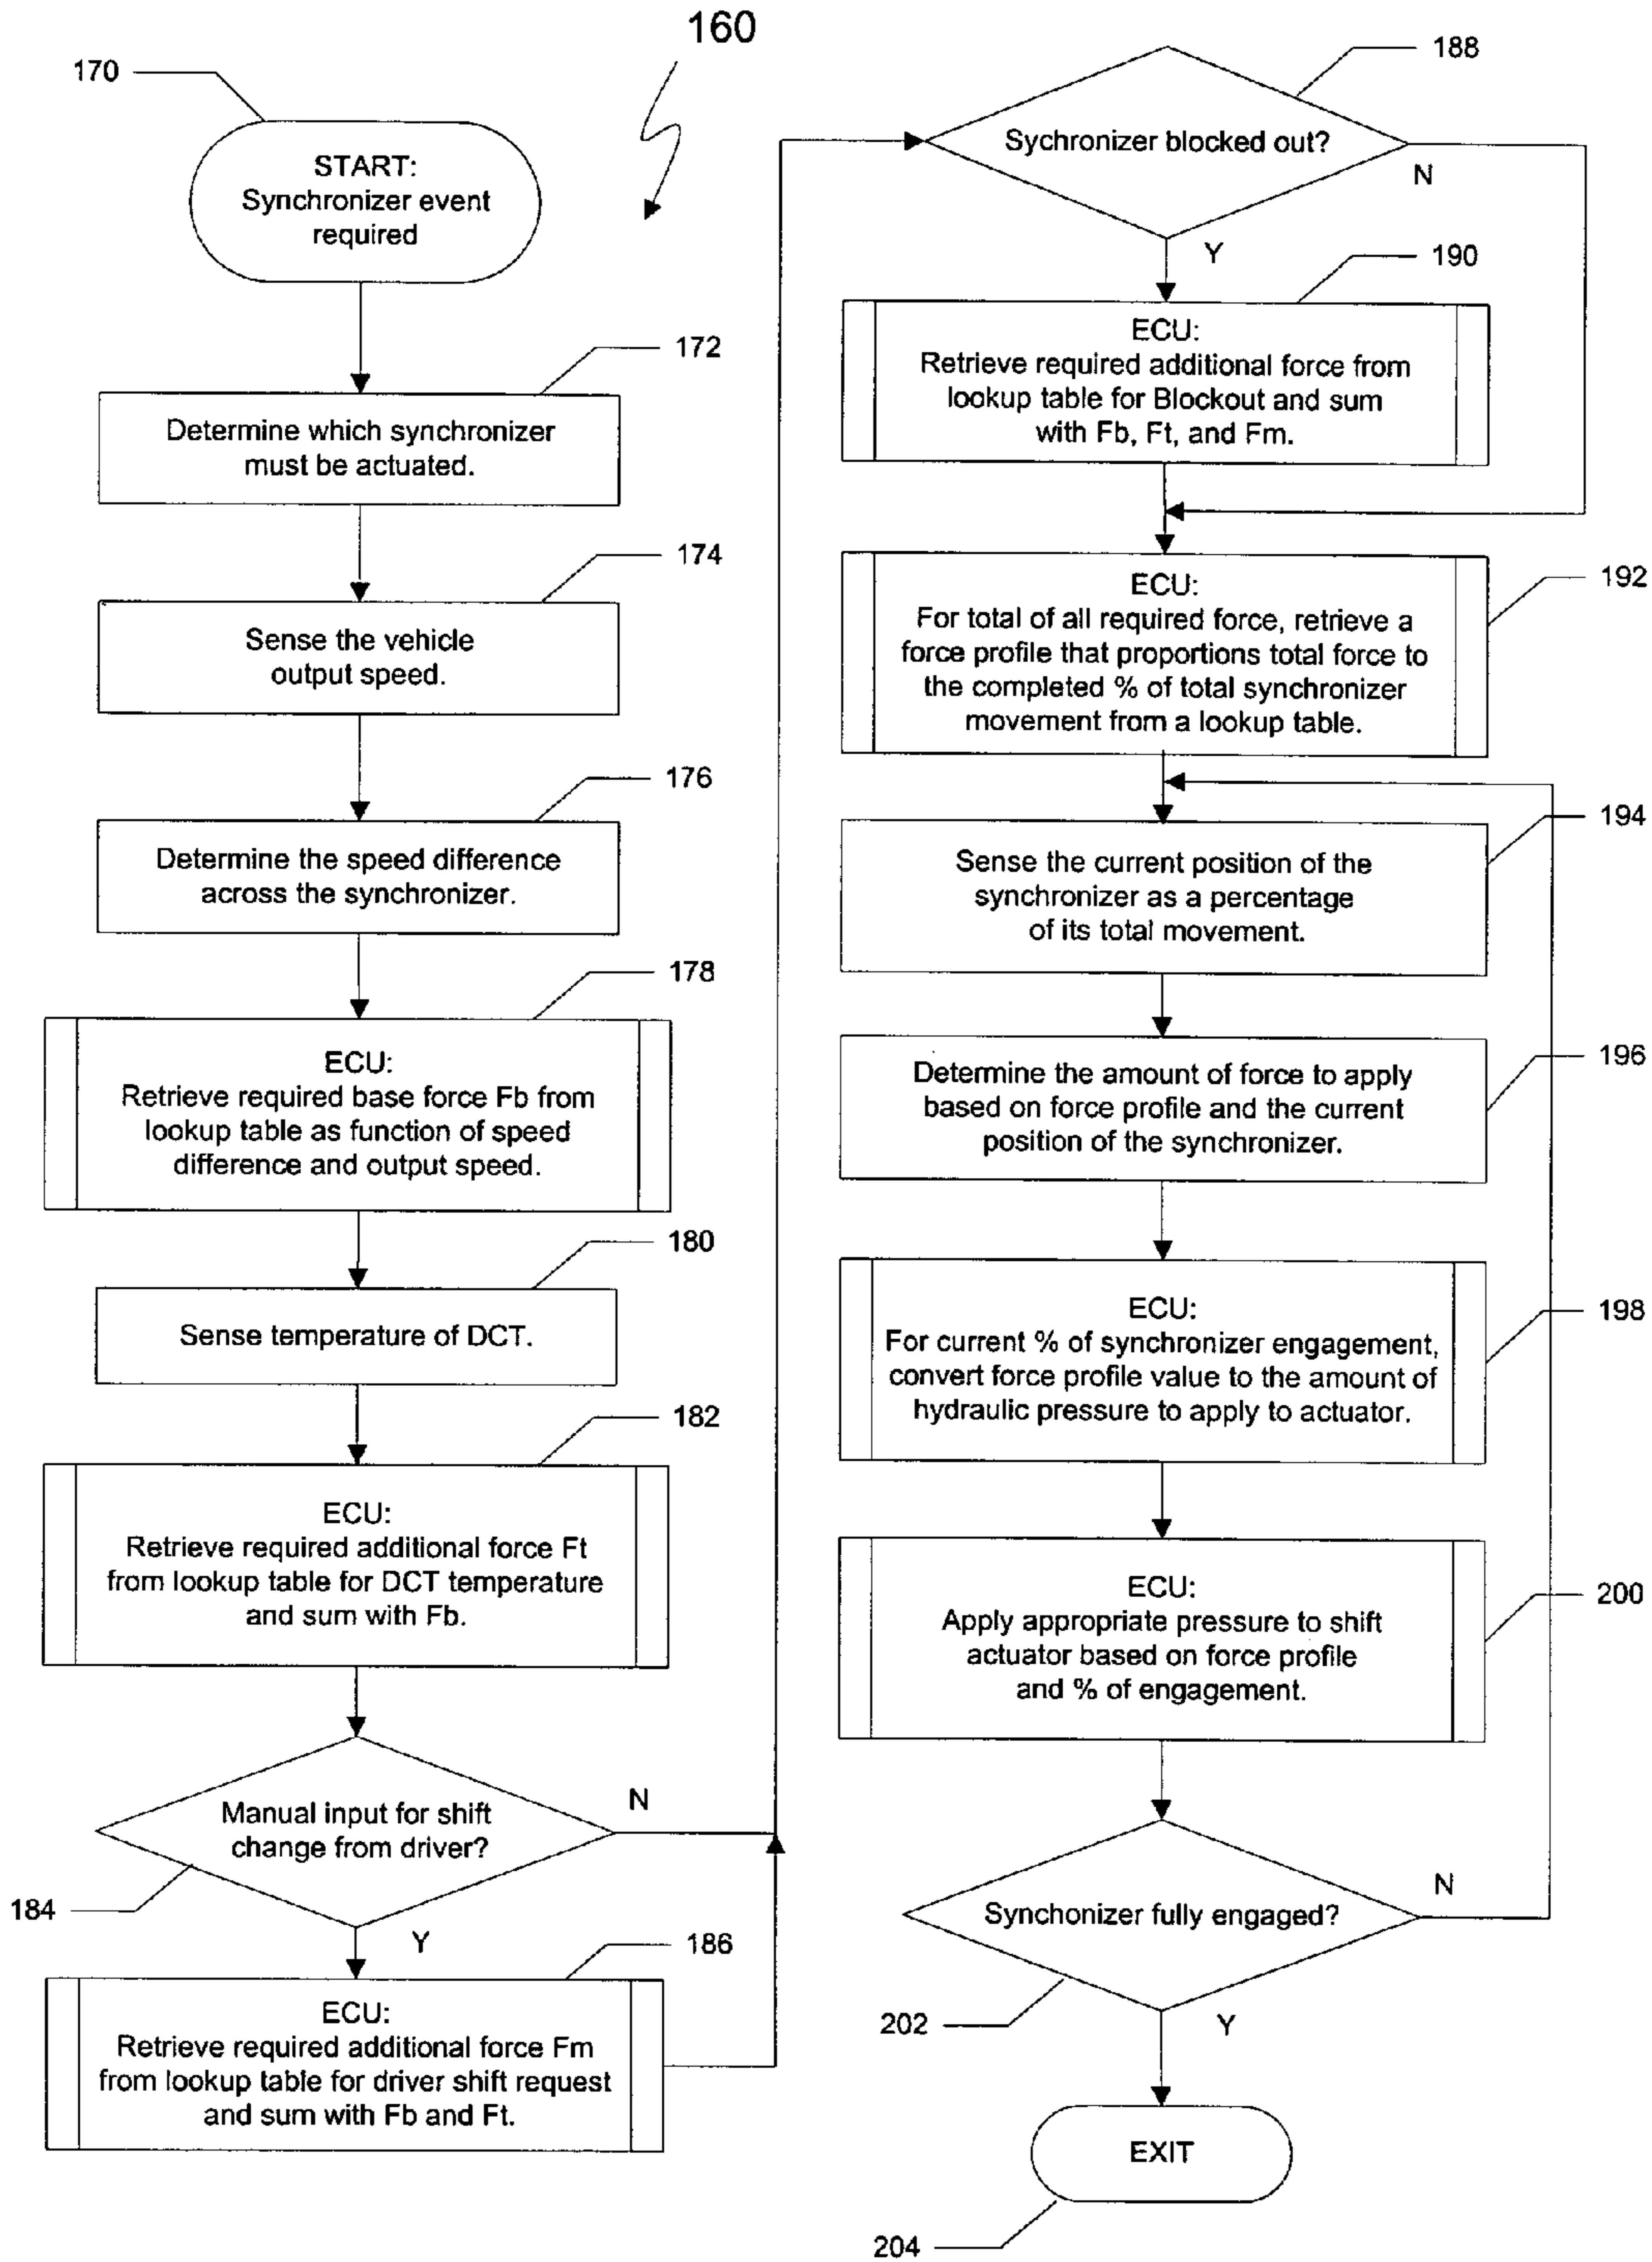 160
170
START:
Synchronizer event
required
172
Determine which synchronizer
must be actuated.
174
Sense the vehicle
output speed.
176
Determine the speed difference
across the synchronizer.
178
ECU:
Retrieve required base force Fb from
lookup table as function of speed
difference and output speed.
180
Sense temperature of DCT.
182
ECU:
Retrieve required additional force Ft
from lookup table for DCT temperature
and sum with Fb.
Manual input for shift
change from driver?
N
184
Y
186
ECU:
Retrieve required additional force Fm
from lookup table for driver shift request
and sum with Fb and Ft.
188
Sychronizer blocked out?
N
Y
190
ECU:
Retrieve required additional force from
lookup table for Blockout and sum
with Fb, Ft, and Fm.
192
ECU:
For total of all required force, retrieve a
force profile that proportions total force to
the completed % of total synchronizer
movement from a lookup table.
194
Sense the current position of the
synchronizer as a percentage
of its total movement.
196
Determine the amount of force to apply
based on force profile and the current
position of the synchronizer.
198
ECU:
For current % of synchronizer engagement,
convert force profile value to the amount of
hydraulic pressure to apply to actuator.
200
ECU:
Apply appropriate pressure to shift
actuator based on force profile
and % of engagement.
Synchonizer fully engaged?
N
202
Y
EXIT
204